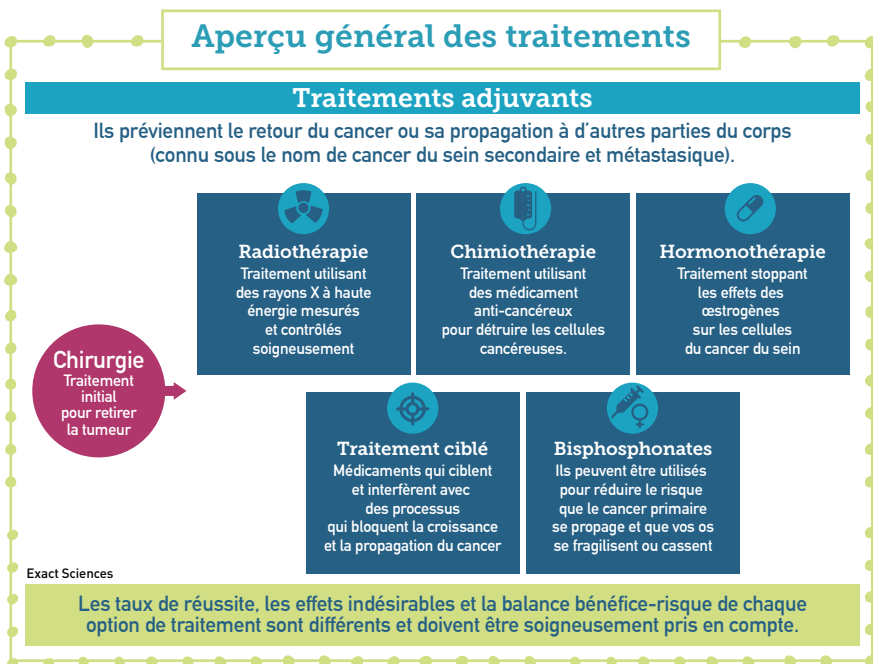 Aperçu général des traitements
Traitements adjuvants
Ils préviennent le retour du cancer ou sa propagation à d'autres parties du corps
(connu sous le nom de cancer du sein secondaire et métastasique).
Chirurgie
Traitement
initial
pour retirer
la tumeur
Radiothérapie
Traitement utilisant
des rayons X à haute
énergie mesurés
et contrôlés
soigneusement
Chimiothérapie
Traitement utilisant
des médicament
anti-cancéreux
pour détruire les cellules
cancéreuses.
Hormonothérapie
Traitement stoppant
les effets des
œstrogènes
sur les cellules
du cancer du sein
Traitement ciblé
Médicaments qui ciblent
et interfèrent avec
des processus
qui bloquent la croissance
et la propagation du cancer
Bisphosphonates
Ils peuvent être utilisés
pour réduire le risque
que le cancer primaire
se propage et que vos os
se fragilisent ou cassent
Exact Sciences
Les taux de réussite, les effets indésirables et la balance bénéfice-risque de chaque
option de traitement sont différents et doivent être soigneusement pris en compte.